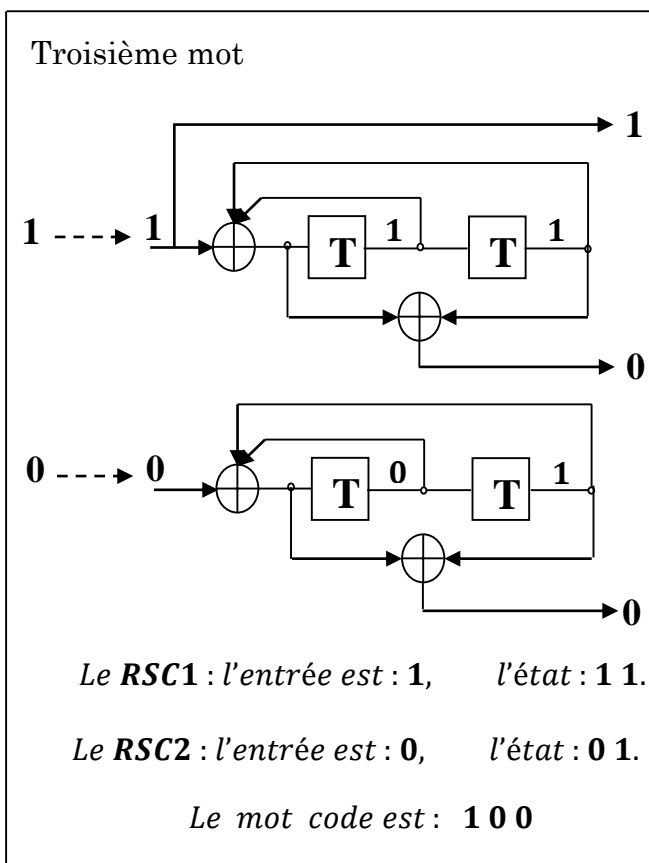 Troisième mot
1
1 1
T 1 T 1
0
0 0
T 0 T 1
0
Le RSC1 : l'entrée est : 1, l'état : 1 1.
Le RSC2 : l'entrée est : 0, l'état : 0 1.
Le mot code est : 1 0 0